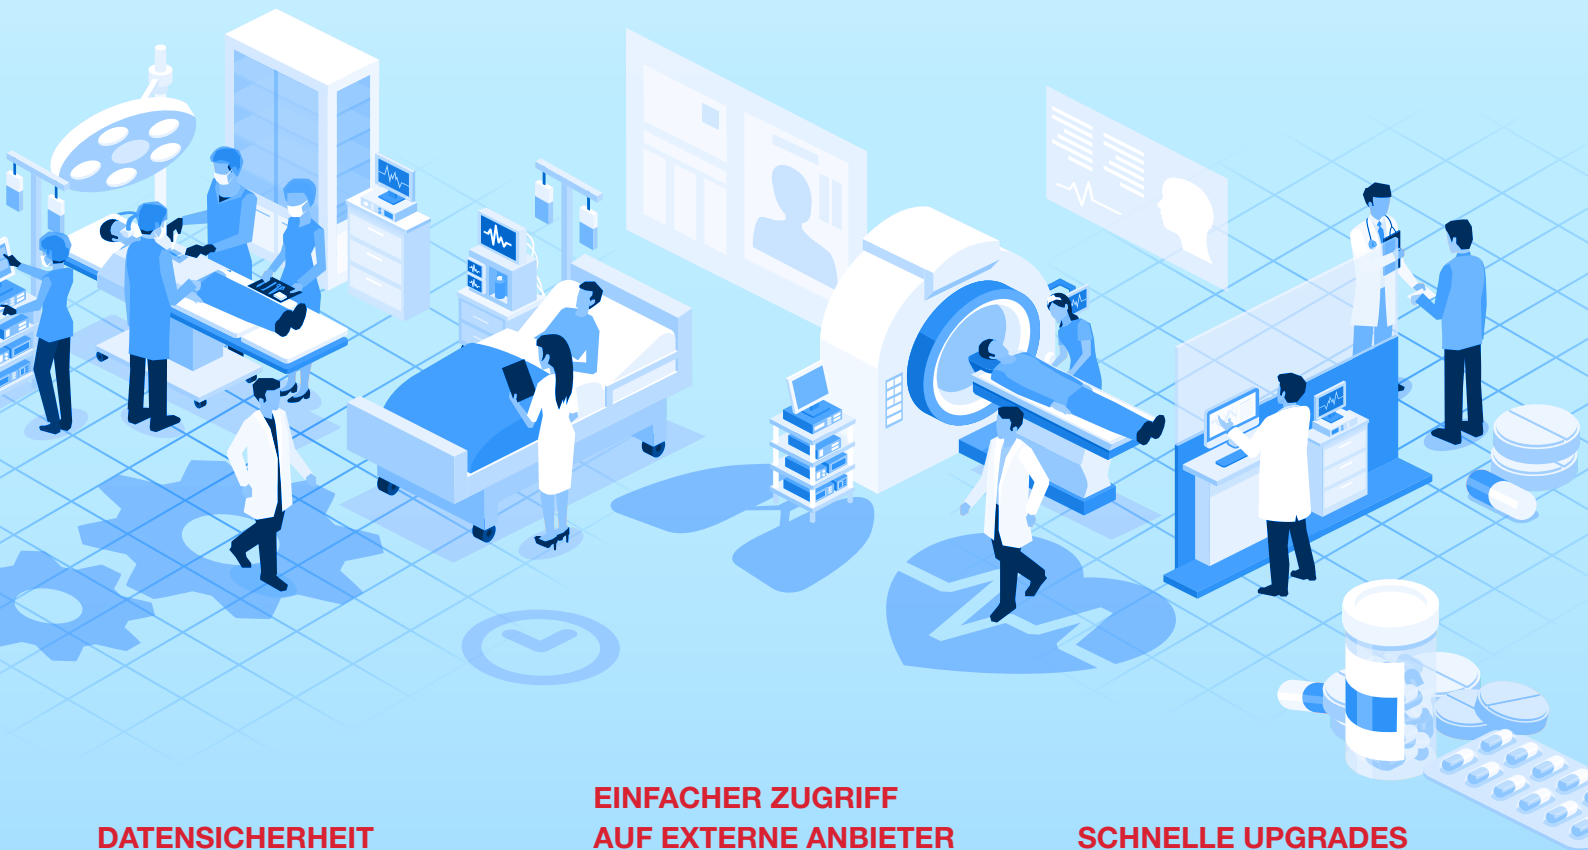 DATENSICHERHEIT
EINFACHER ZUGRIFF
AUF EXTERNE ANBIETER
SCHNELLE UPGRADES